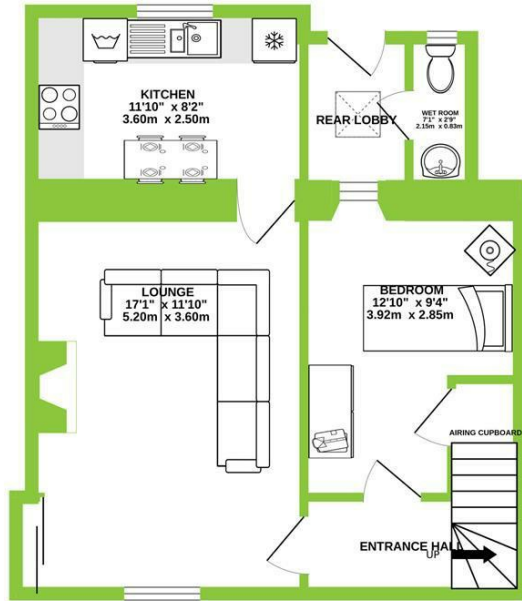 KITCHEN
11'10" x 8'2"
3.60m x 2.50m
REAR LOBBY
WET ROOM
7'1" x 2'9"
2.15m x 0.83m
LOUNGE
17'1" x 11'10"
5.20m x 3.60m
BEDROOM
12'10" x 9'4"
3.92m x 2.85m
AIRING CUPBOARD
ENTRANCE HALL
UP